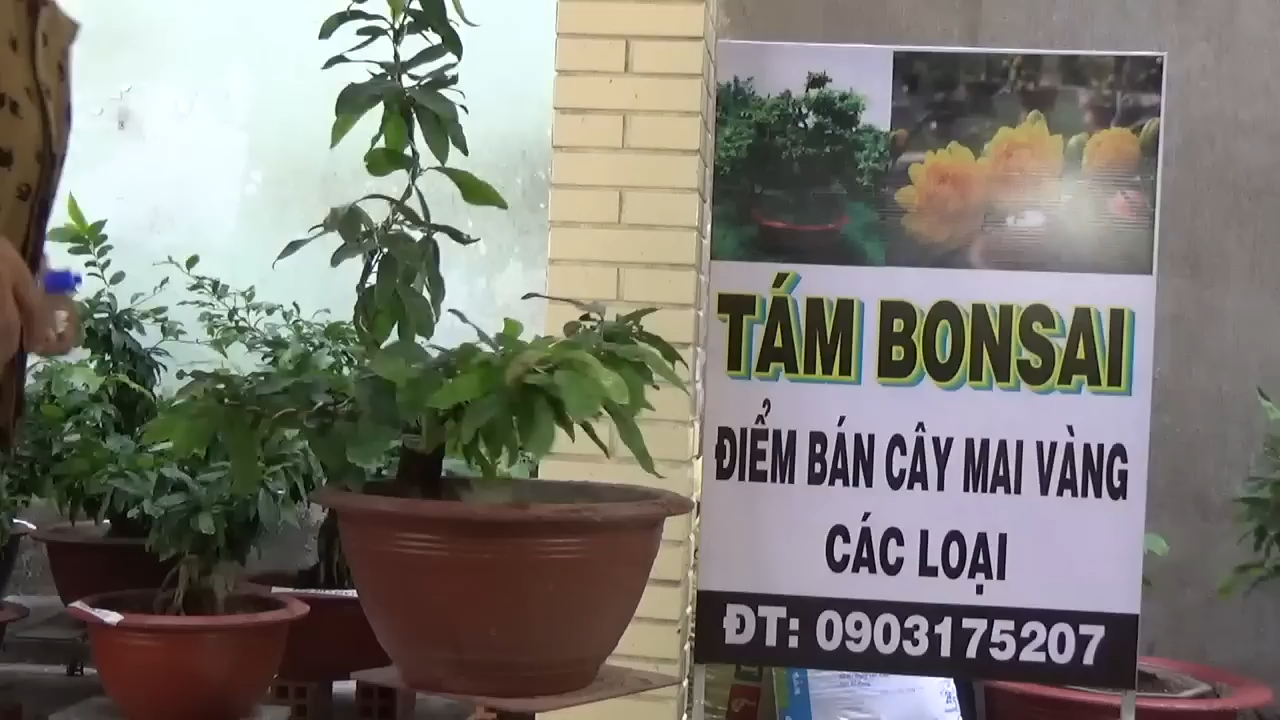 TÁM BONSAI
ĐIỂM BÁN CÂY MAI VÀNG
CÁC LOẠI
ĐT: 0903175207